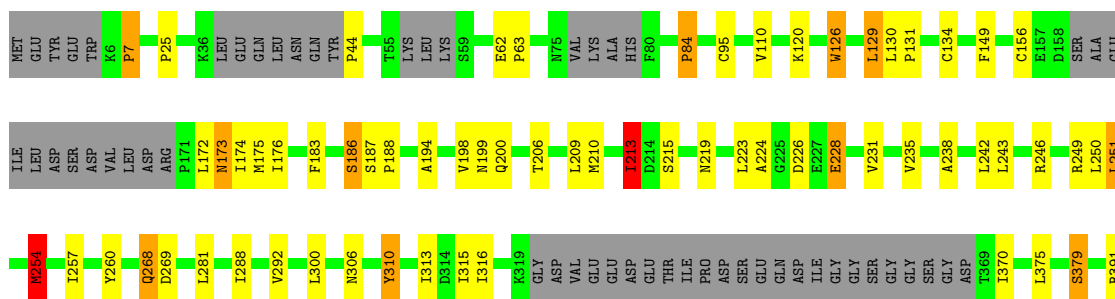 MET GLU TYR GLU TRP K6 P7 P25 K36 LEU GLU GLN LEU ASN GLN TYR P44 T55 LYS LEU LYS S59 E62 P63 N75 VAL LYS ALA HIS F80 P84 C95 V110 K120 W126 L129 L130 P131 C134 F149 C156 E157 D158 SER ALA GLU
ILE LEU ASP SER ASP VAL LEU ASP ARG P171 L172 N173 I174 M175 I176 F183 S186 S187 P188 A194 V198 N199 Q200 T206 L209 M210 I213 D214 S215 N219 L223 A224 G225 D226 E227 E228 V231 V235 A238 L242 L243 R246 R249 L250 L251
M254 I257 Y260 Q268 D269 L281 I288 V292 L300 N306 Y310 I313 D314 I315 I316 K319 GLY ASP VAL GLU GLU ASP GLU THR ILE PRO ASP SER GLU GLN ASP ILE GLY GLY SER GLY GLY SER GLY ASP T369 I370 L375 S379